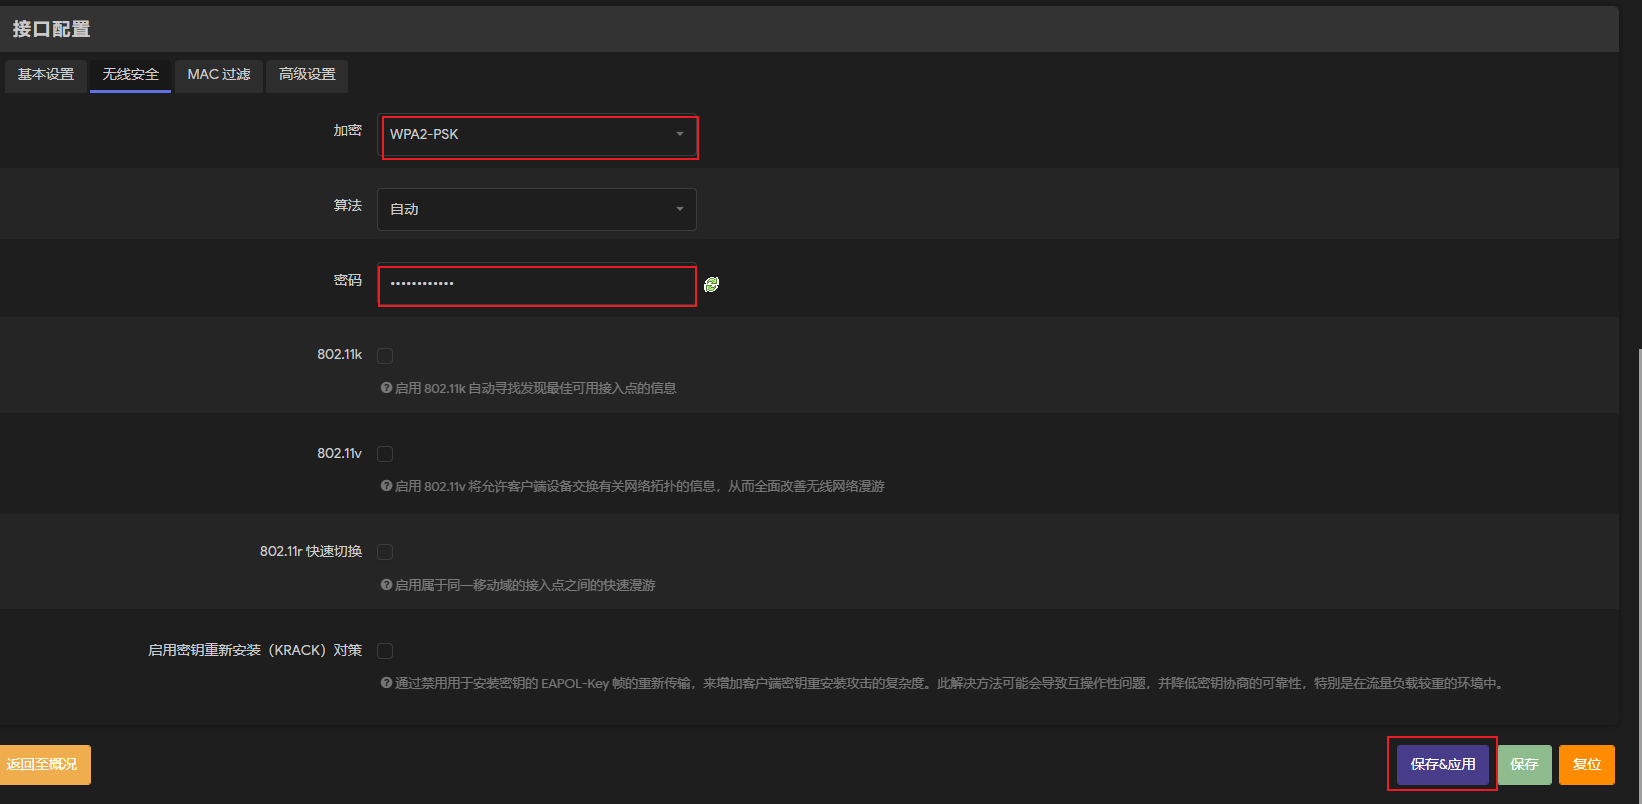 接口配置
基本设置 无线安全 MAC 过滤 高级设置
加密 WPA2-PSK
算法 自动
密码 ••••••••••••
802.11k
启用 802.11k 自动寻找发现最佳可用接入点的信息
802.11v
启用 802.11v 将允许客户端设备交换有关网络拓扑的信息，从而全面改善无线网络漫游
802.11r 快速切换
启用属于同一移动域的接入点之间的快速漫游
启用密钥重新安装（KRACK）对策
通过禁用用于安装密钥的 EAPOL-Key 帧的重新传输，来增加客户端密钥重安装攻击的复杂度。此解决方法可能会导致互操作性问题，并降低密钥协商的可靠性，特别是在流量负载较重的环境中。
返回至概况 保存&应用 保存 复位